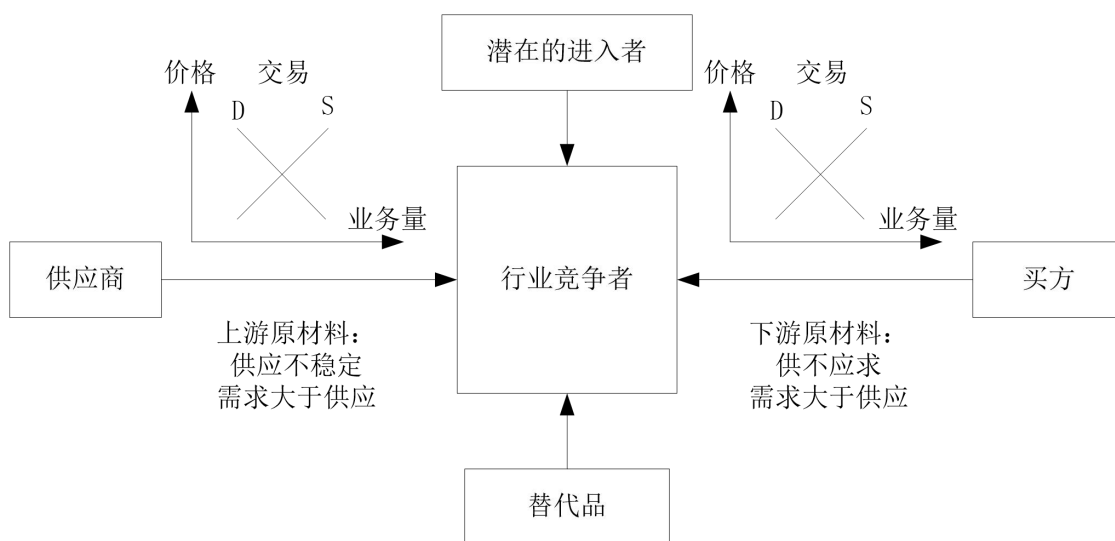 潜在的进入者
价格
交易
D
S
业务量
价格
交易
D
S
业务量
供应商
行业竞争者
买方
上游原材料:
供应不稳定
需求大于供应
下游原材料:
供不应求
需求大于供应
替代品